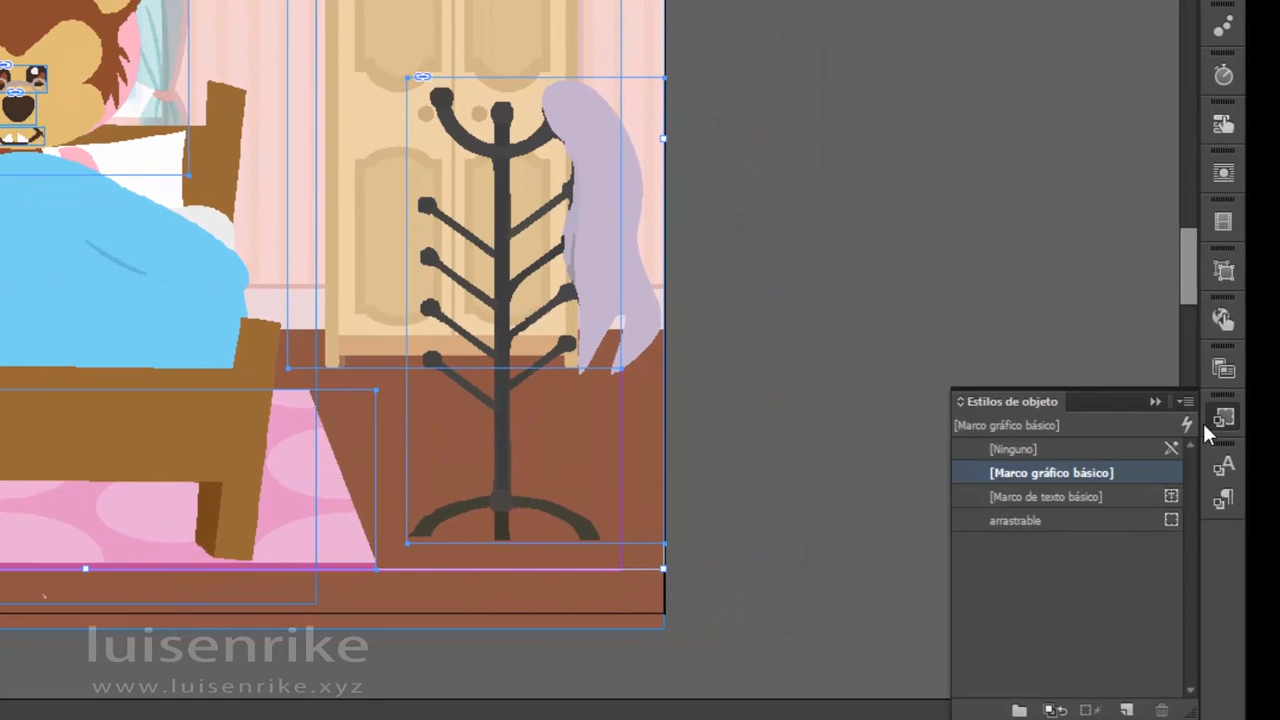 Estilos de objeto
[Marco gráfico básico]
[Ninguno]
[Marco gráfico básico]
[Marco de texto básico]
arrastrable
luisenrike
www.luisenrike.xyz